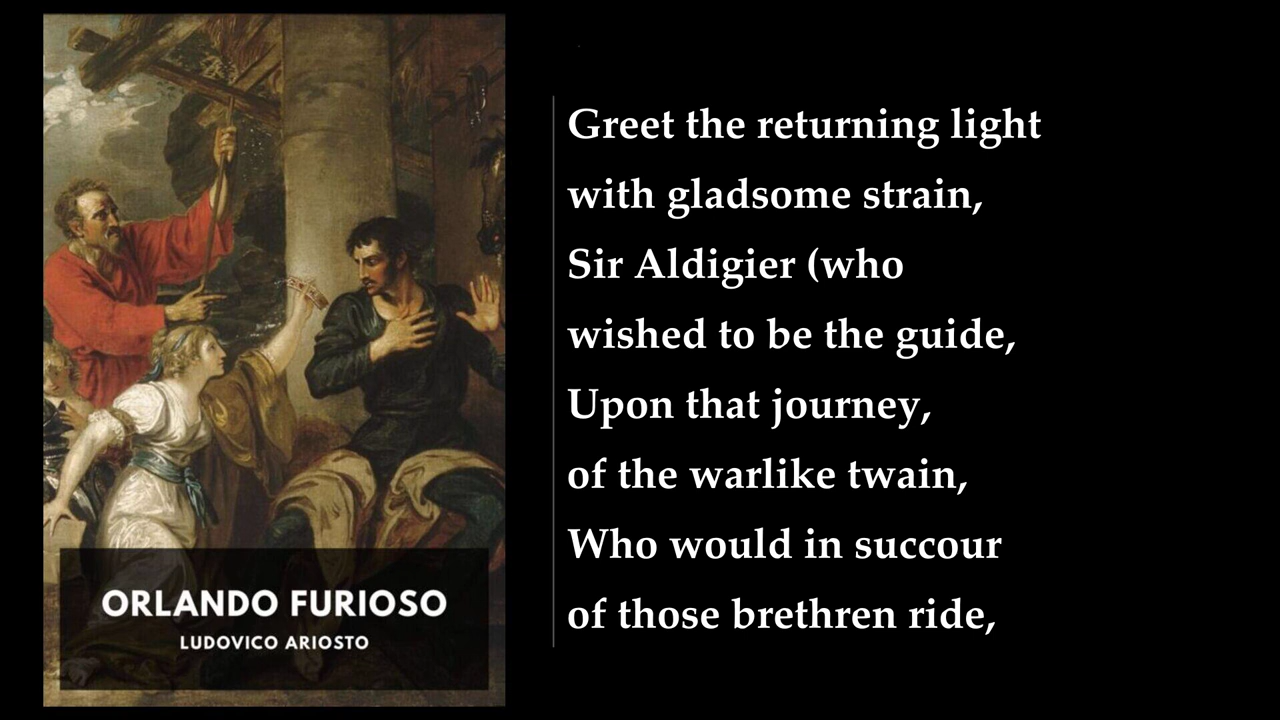 ORLANDO FURIOSO
LUDOVICO ARIOSTO
Greet the returning light
with gladsome strain,
Sir Aldigier (who
wished to be the guide,
Upon that journey,
of the warlike twain,
Who would in succour
of those brethren ride,